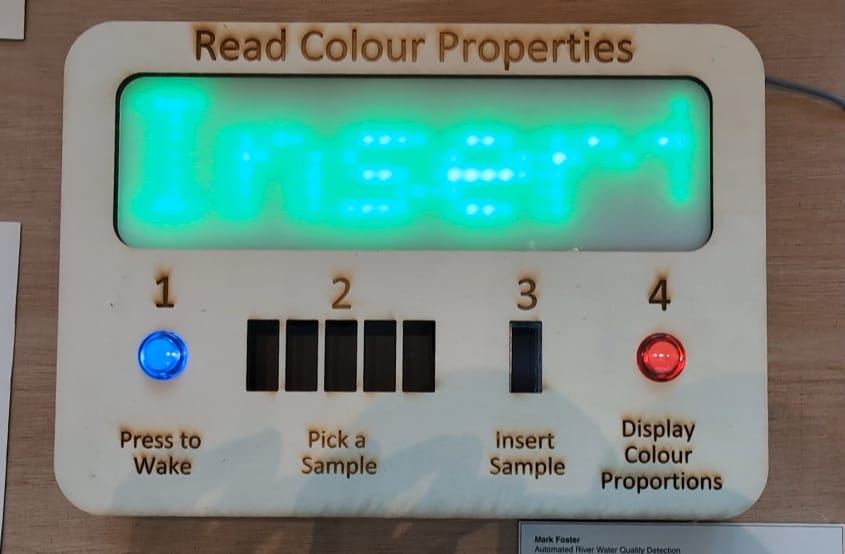 Read Colour Properties
Insert
1 2 3 4
Press to
Wake
Pick a
Sample
Insert
Sample
Display
Colour
Proportions
Mark Foster
Automated River Water Quality Detection